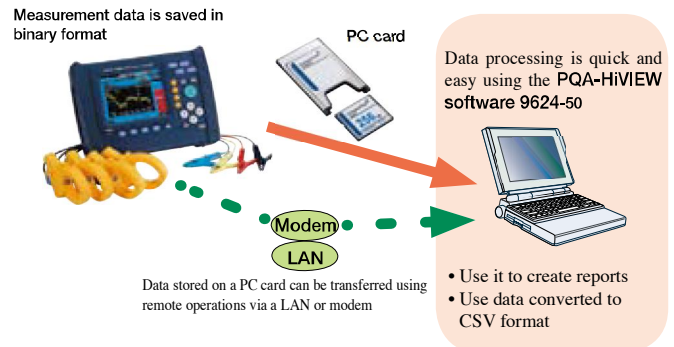 Measurement data is saved in
binary format
PC card
Data processing is quick and
easy using the PQA-HiVIEW
software 9624-50
Modem
LAN
Data stored on a PC card can be transferred using
remote operations via a LAN or modem
• Use it to create reports
• Use data converted to
CSV format